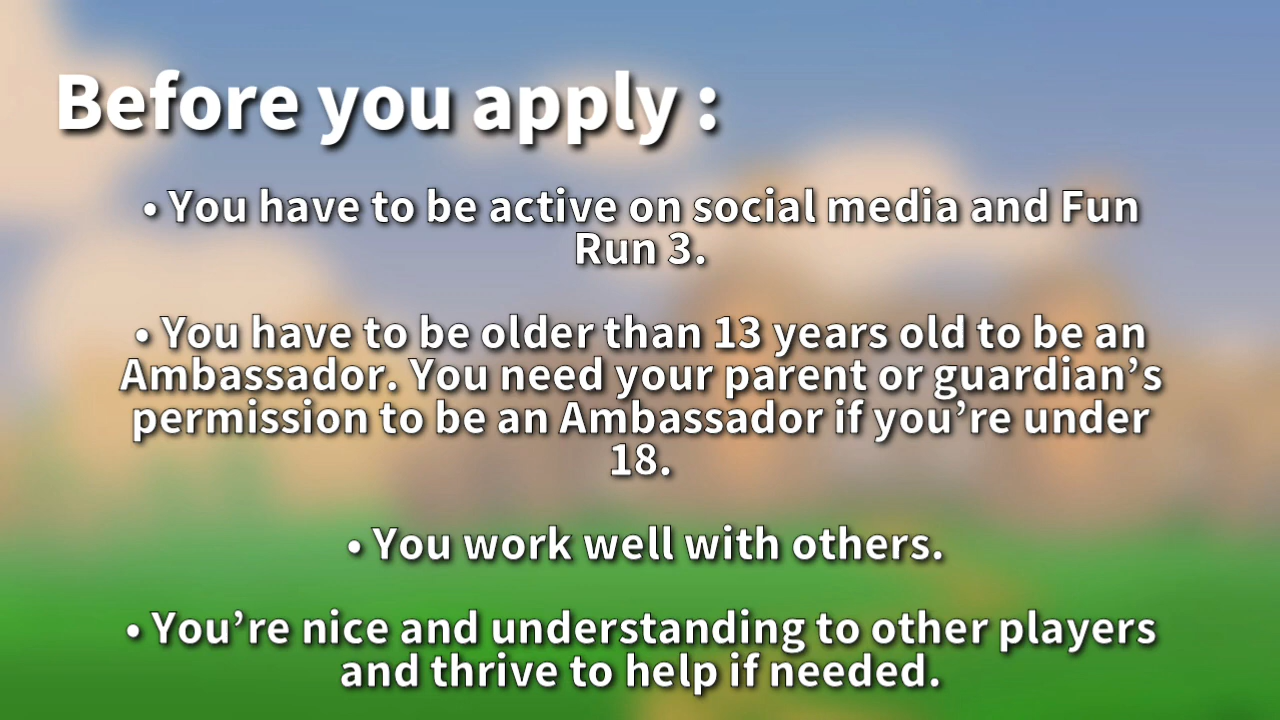 Before you apply :
• You have to be active on social media and Fun
Run 3.
• You have to be older than 13 years old to be an
Ambassador. You need your parent or guardian’s
permission to be an Ambassador if you’re under
18.
• You work well with others.
• You’re nice and understanding to other players
and thrive to help if needed.